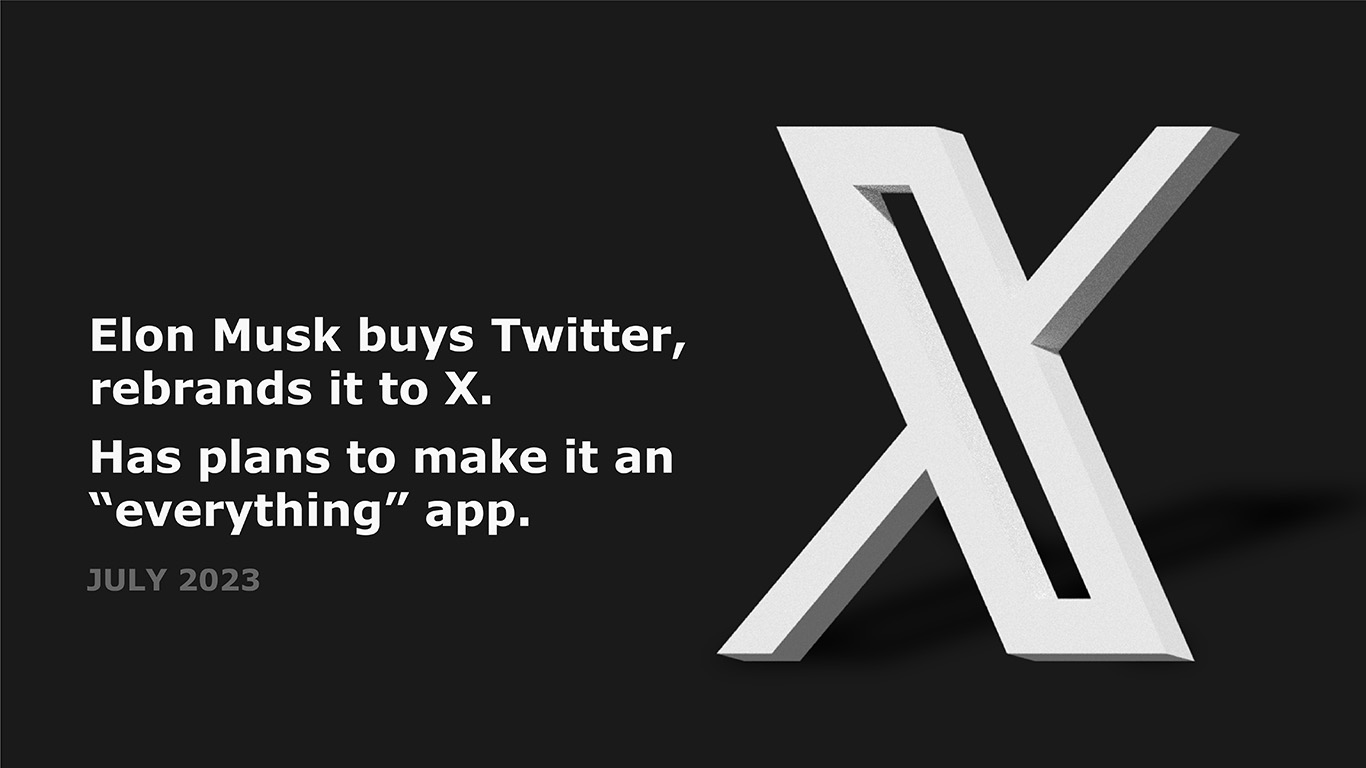 Elon Musk buys Twitter,
rebrands it to X.
Has plans to make it an
“everything” app.
JULY 2023
X